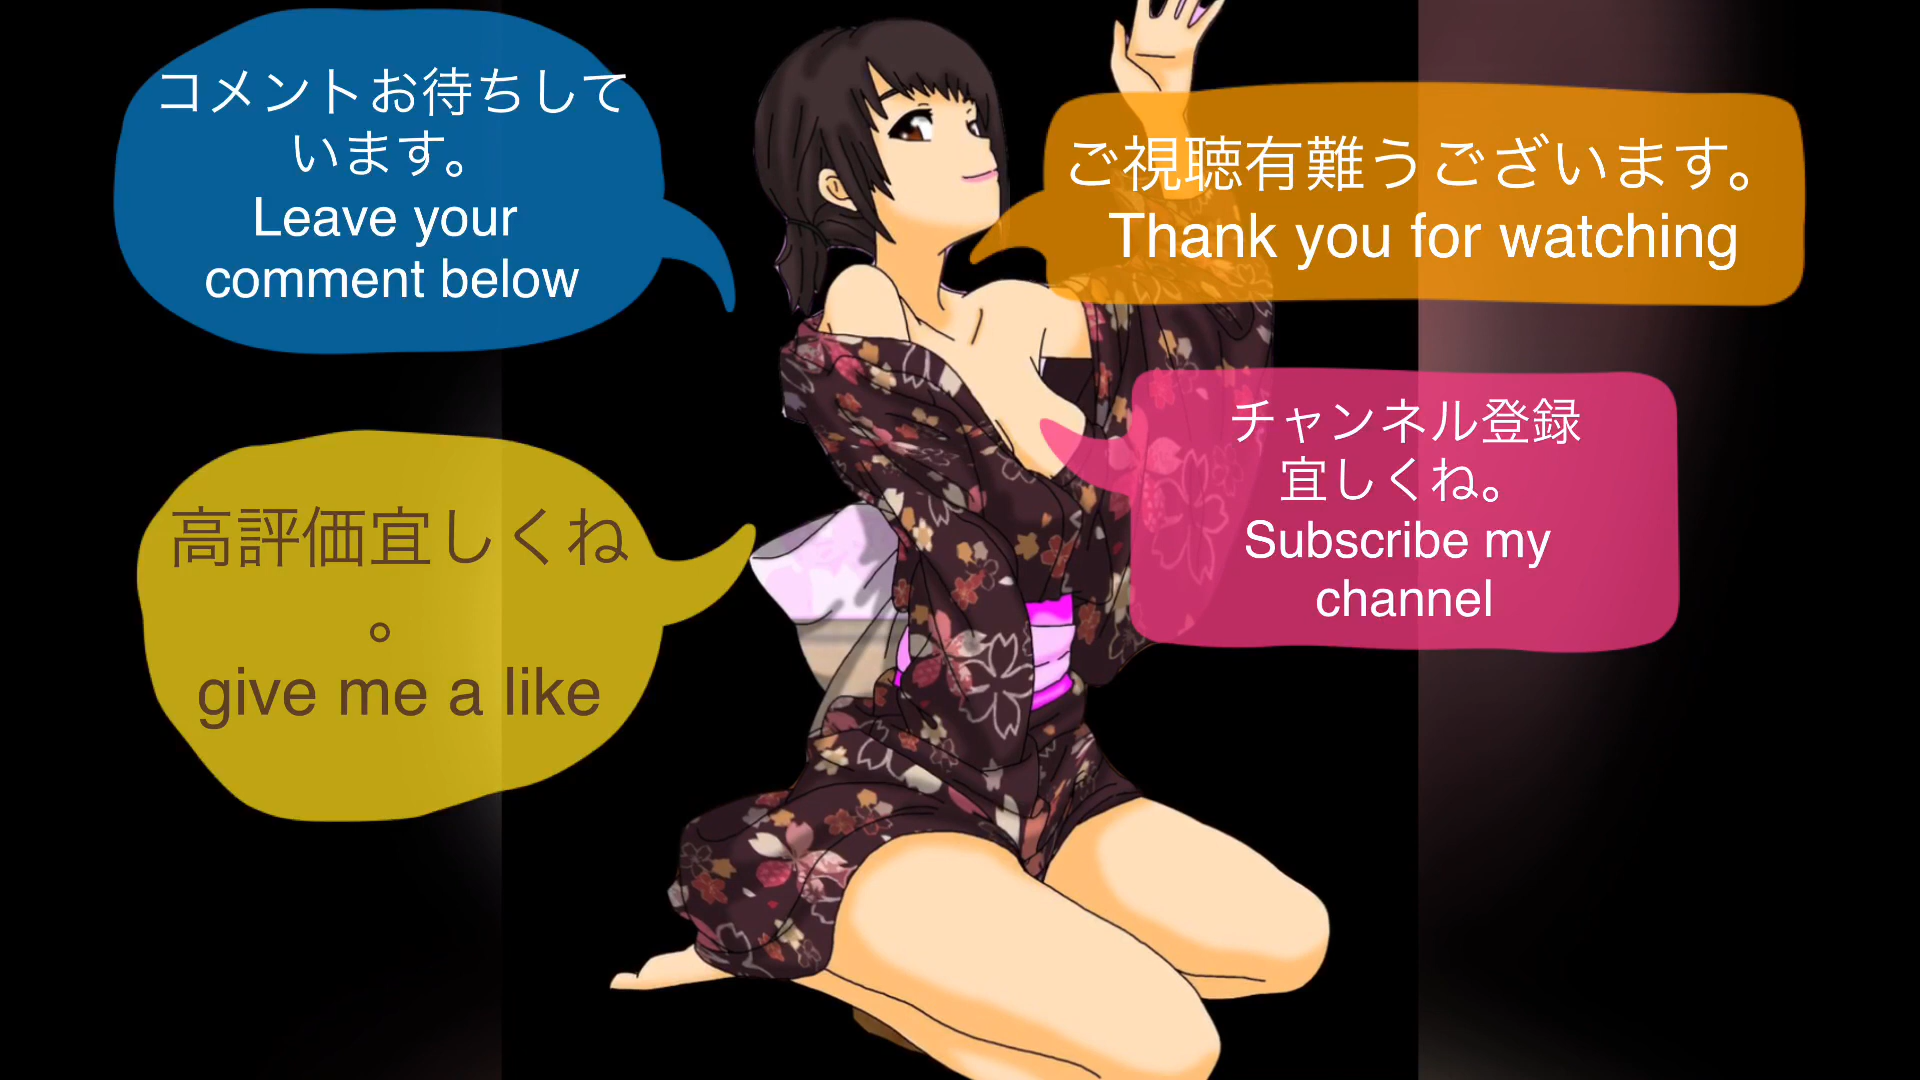 コメントお待ちして
います。
Leave your
comment below
ご視聴有難うございます。
Thank you for watching
高評価宜しくね
。
give me a like
チャンネル登録
宜しくね。
Subscribe my
channel